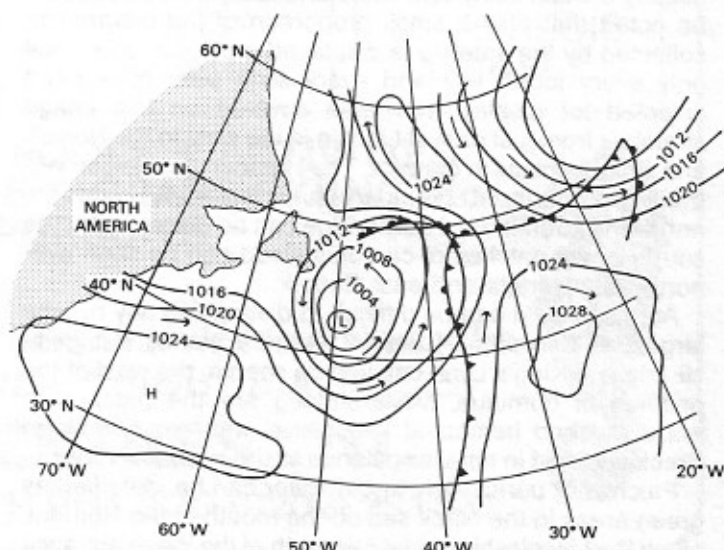 60° N
1012
1016
1020
1024
50° N
NORTH
AMERICA
1012
1008
1024
40° N
1016
1004
1020
1028
L
1024
H
30° N
70° W
20° W
60° W
50° W
40° W
30° W